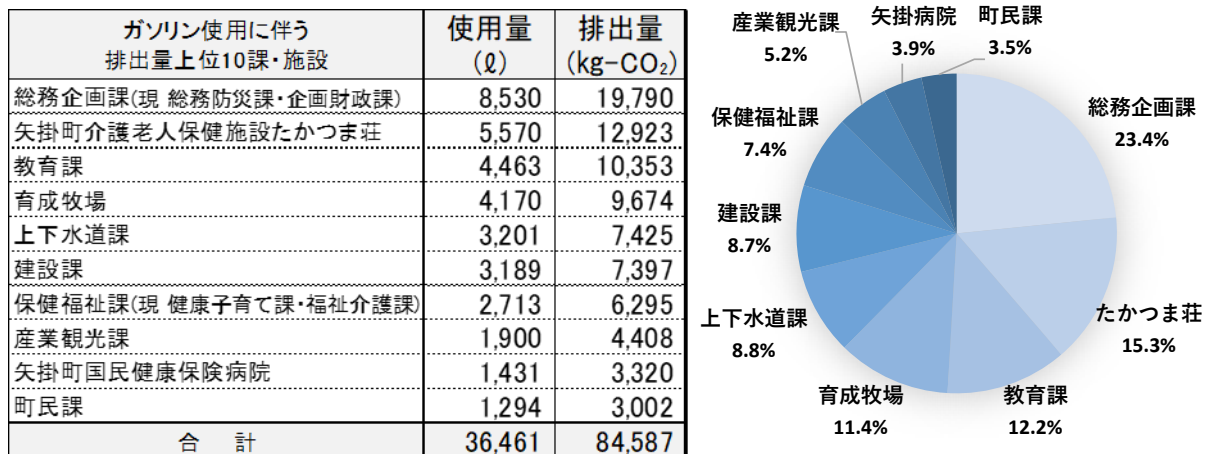 ガソリン使用に伴う
排出量上位10課・施設
使用量
(ℓ)
排出量
(kg-CO₂)
総務企画課(現 総務防災課・企画財政課) 8,530 19,790
矢掛町介護老人保健施設たかつま荘 5,570 12,923
教育課 4,463 10,353
育成牧場 4,170 9,674
上下水道課 3,201 7,425
建設課 3,189 7,397
保健福祉課(現 健康子育て課・福祉介護課) 2,713 6,295
産業観光課 1,900 4,408
矢掛町国民健康保険病院 1,431 3,320
町民課 1,294 3,002
合 計 36,461 84,587
総務企画課
23.4%
たかつま荘
15.3%
教育課
12.2%
育成牧場
11.4%
上下水道課
8.8%
建設課
8.7%
保健福祉課
7.4%
産業観光課
5.2%
矢掛病院
3.9%
町民課
3.5%